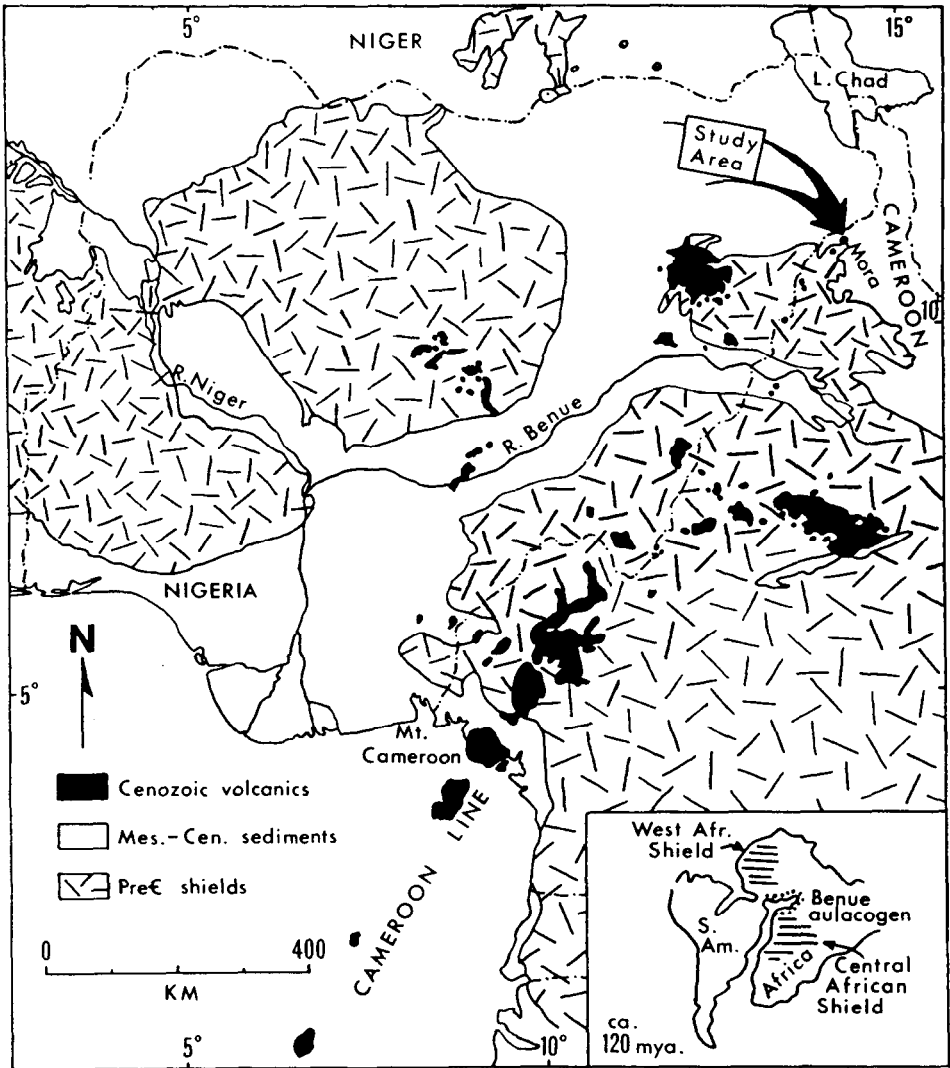 5°
15°
NIGER
L. Chad
Study
Area
CAMEROON
Mora
10°
R. Niger
R. Benue
NIGERIA
N
5°
Mt.
Cameroon
CAMEROON LINE
Cenozoic volcanics
Mes.-Cen. sediments
Pre€ shields
0
400
KM
5°
10°
West Afr.
Shield
Benue
aulacogen
S.
Am.
Africa
Central
African
Shield
ca.
120 mya.